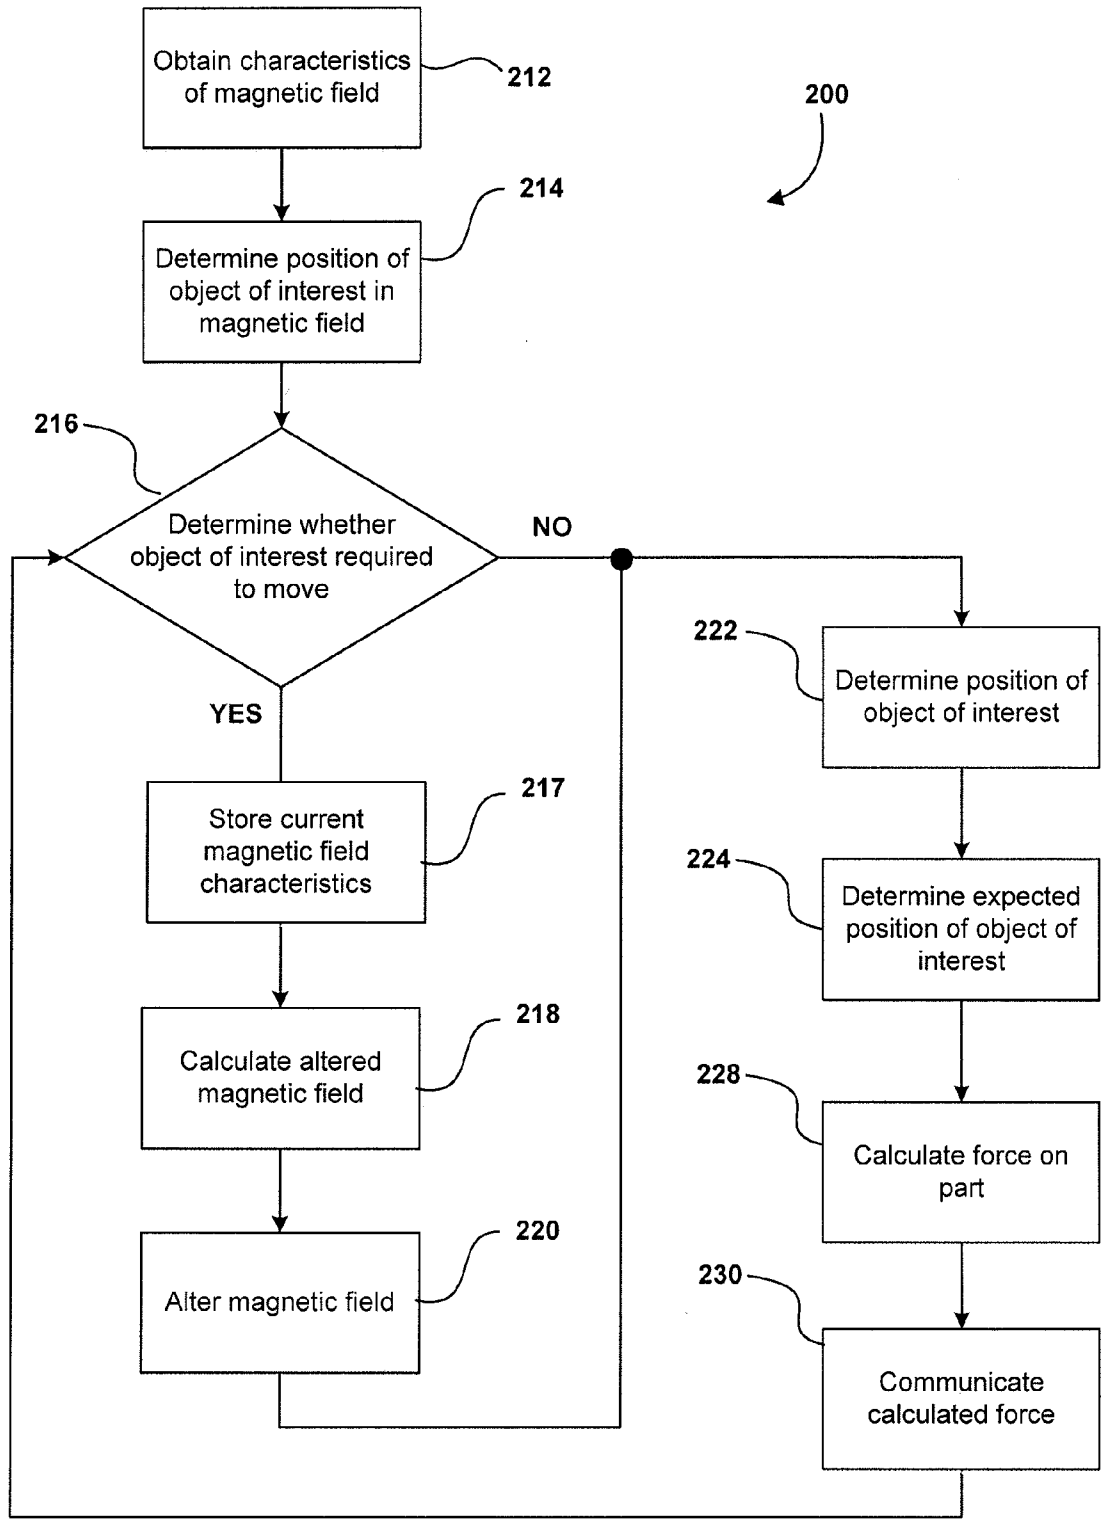 Obtain characteristics
of magnetic field
212
200
214
Determine position of
object of interest in
magnetic field
216
Determine whether
object of interest required
to move
NO
YES
222
Determine position of
object of interest
217
Store current
magnetic field
characteristics
224
Determine expected
position of object of
interest
218
Calculate altered
magnetic field
228
Calculate force on
part
220
Alter magnetic field
230
Communicate
calculated force